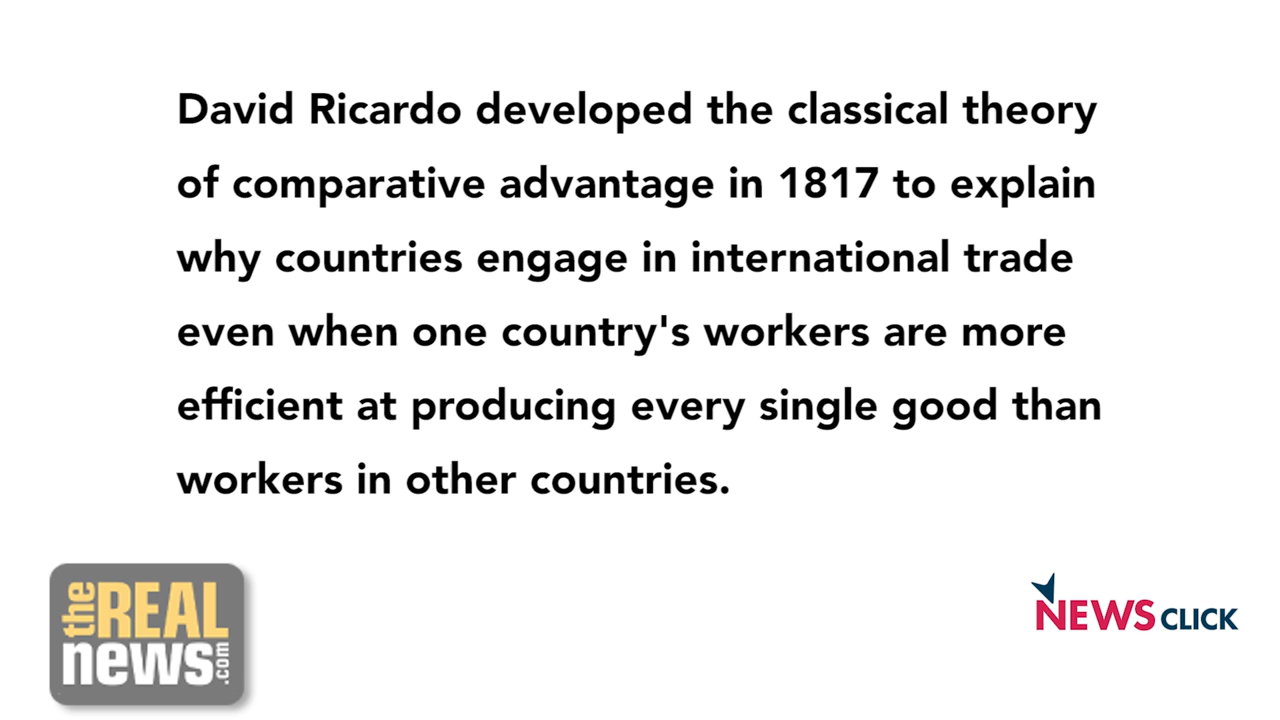 David Ricardo developed the classical theory
of comparative advantage in 1817 to explain
why countries engage in international trade
even when one country's workers are more
efficient at producing every single good than
workers in other countries.
the REAL
news.com
NEWSCLICK